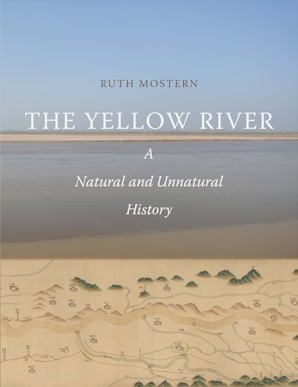 RUTH MOSTERN
THE YELLOW RIVER
A
Natural and Unnatural
History